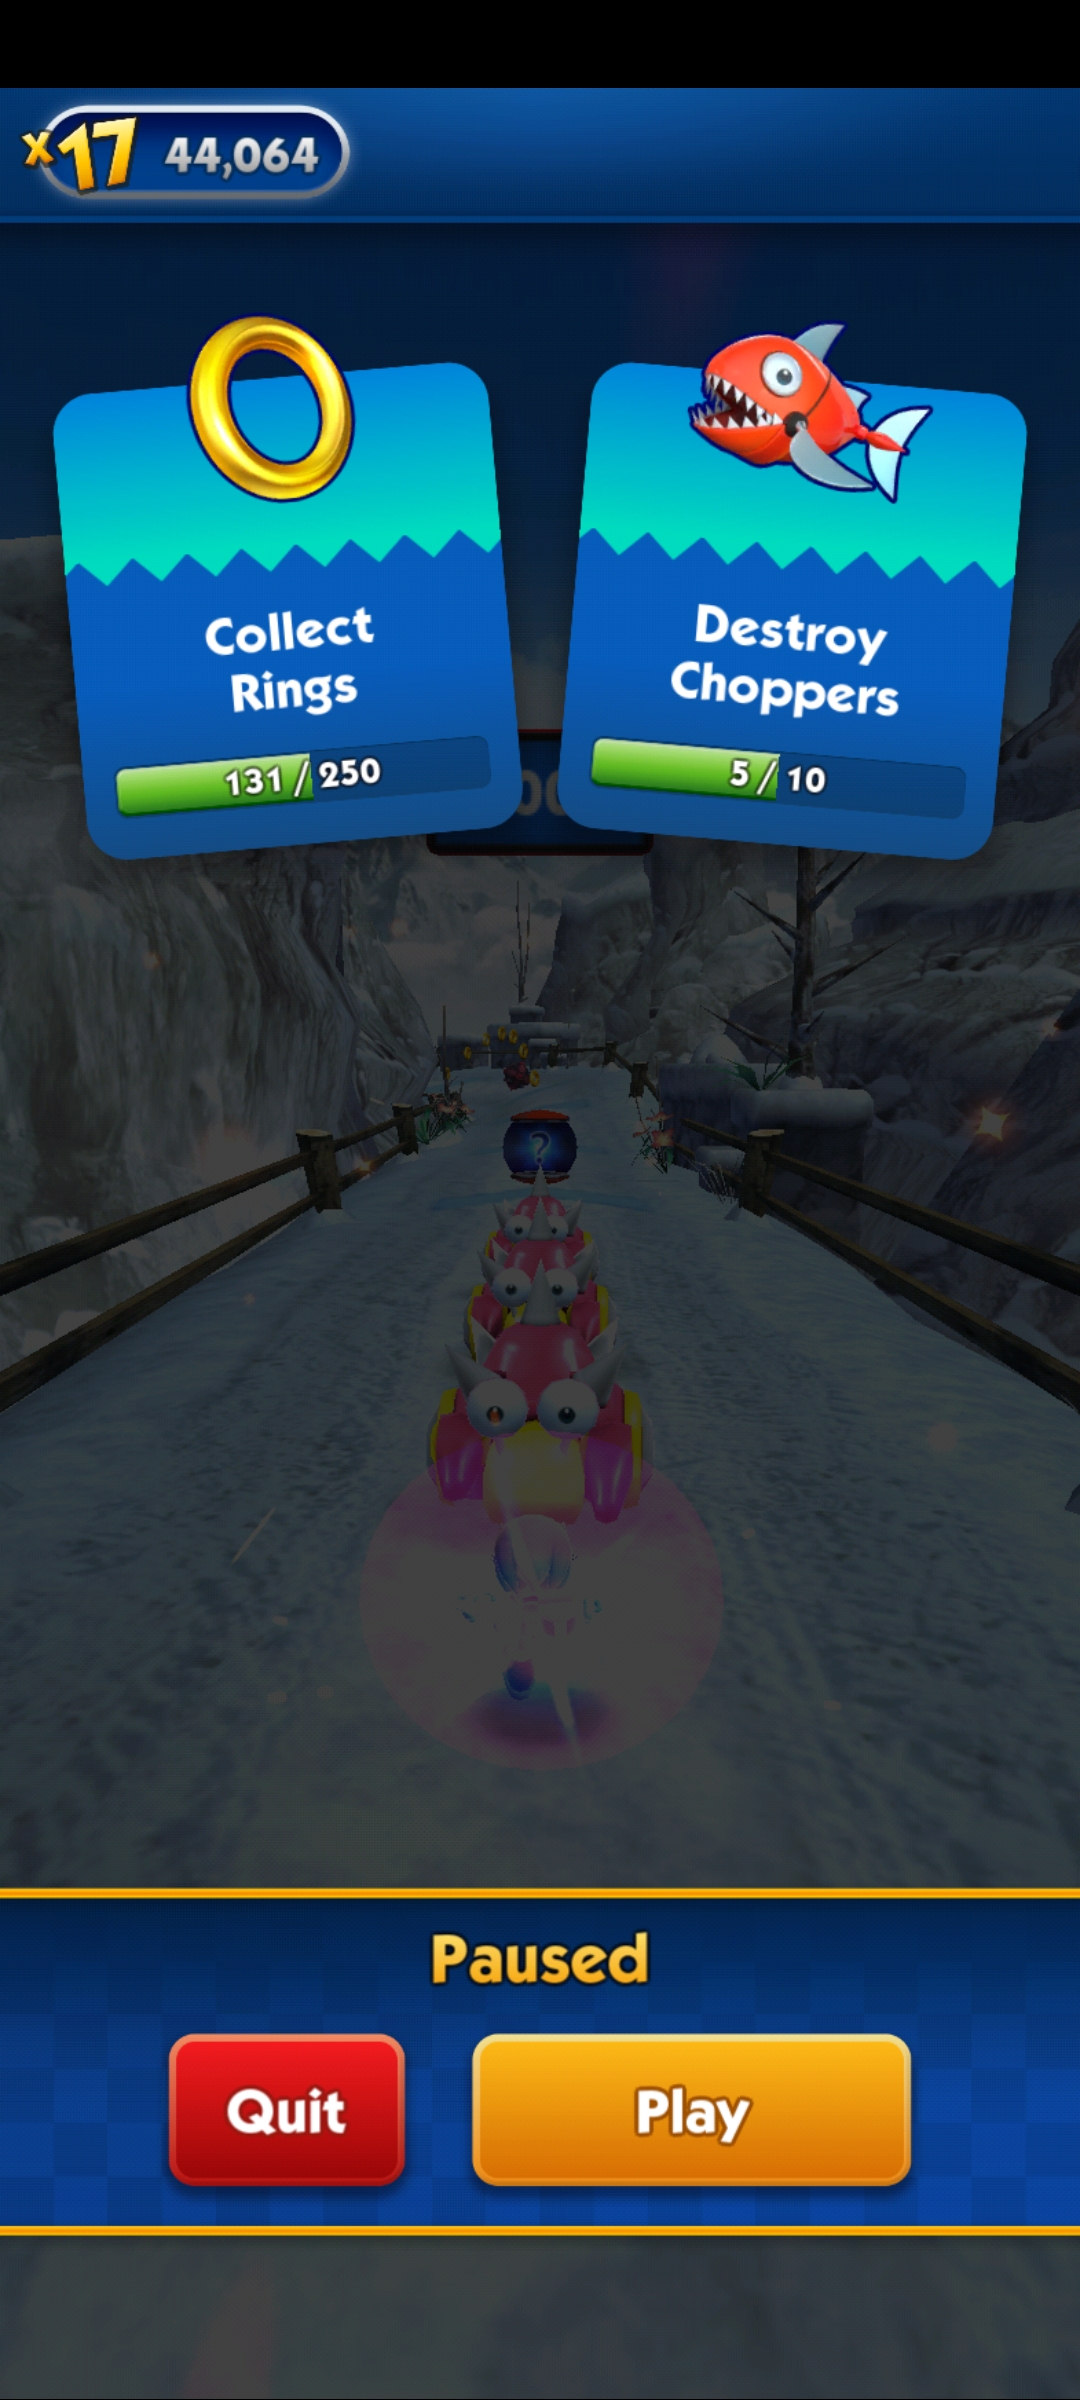 x17 44,064
Collect
Rings
131 / 250
Destroy
Choppers
5 / 10
?
Paused
Quit
Play